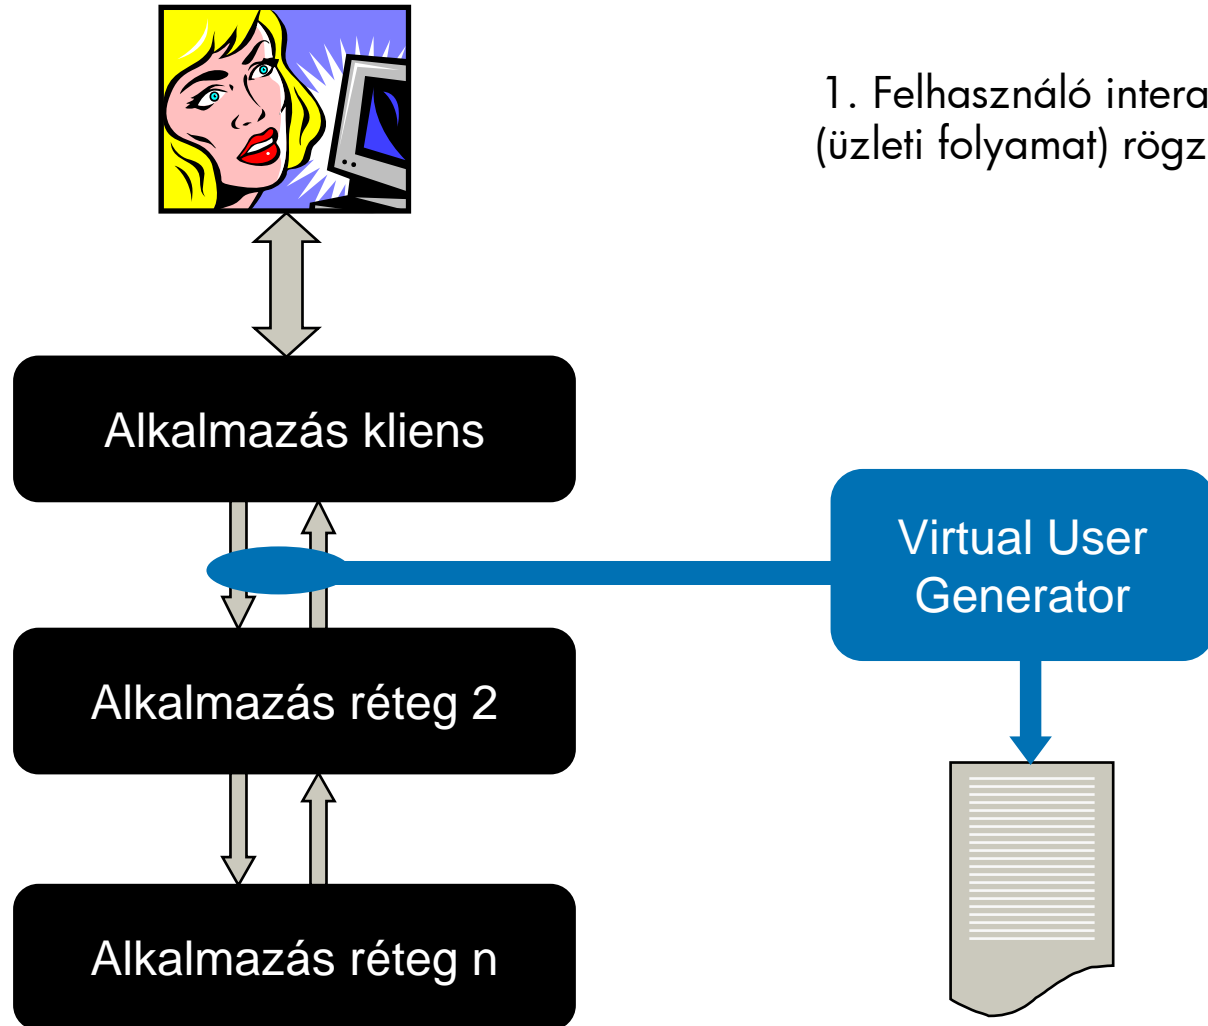 1. Felhasználó intera
(üzleti folyamat) rögz
Alkalmazás kliens
Virtual User
Generator
Alkalmazás réteg 2
Alkalmazás réteg n